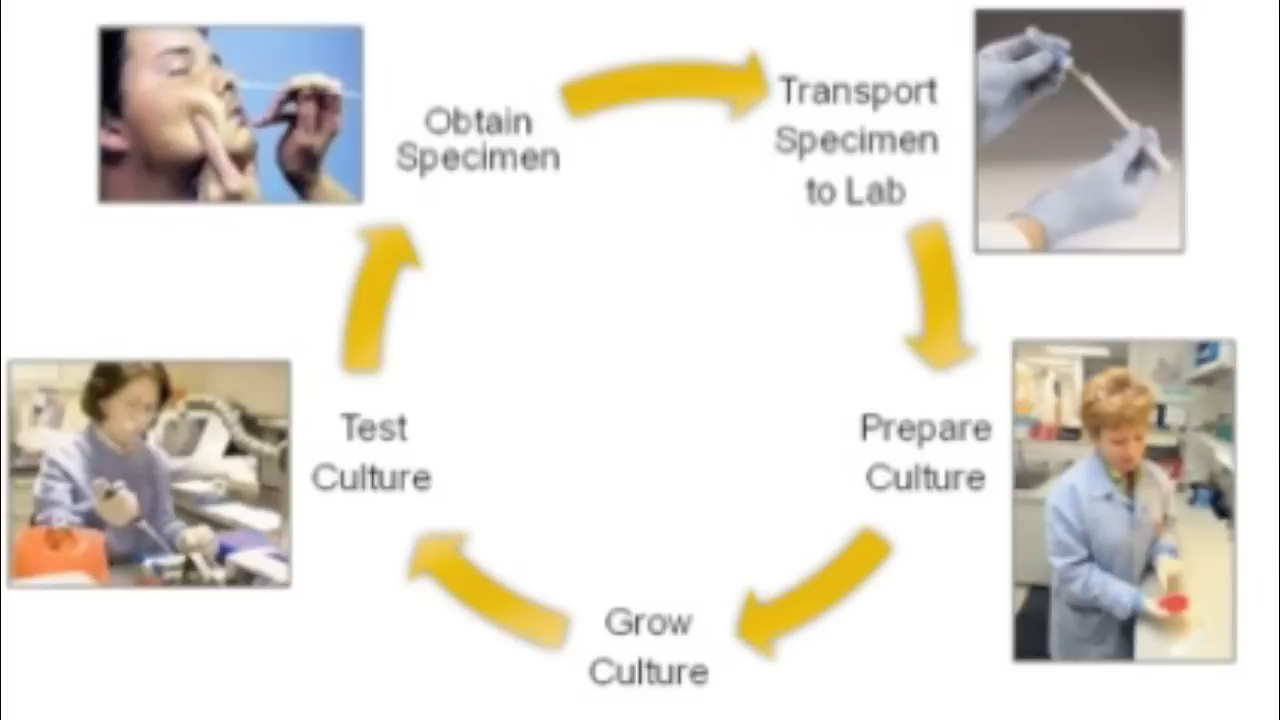 Obtain
Specimen
Transport
Specimen
to Lab
Prepare
Culture
Grow
Culture
Test
Culture